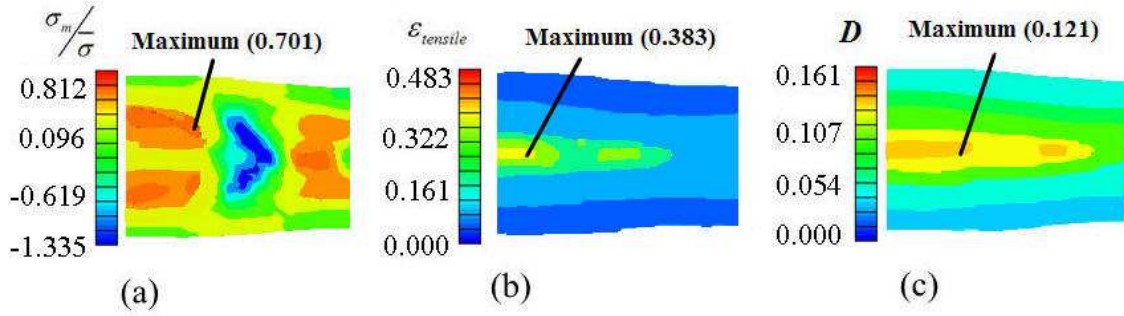 σm/σ̄
Maximum (0.701)
0.812
0.096
-0.619
-1.335
(a)
εtensile
Maximum (0.383)
0.483
0.322
0.161
0.000
(b)
D
Maximum (0.121)
0.161
0.107
0.054
0.000
(c)